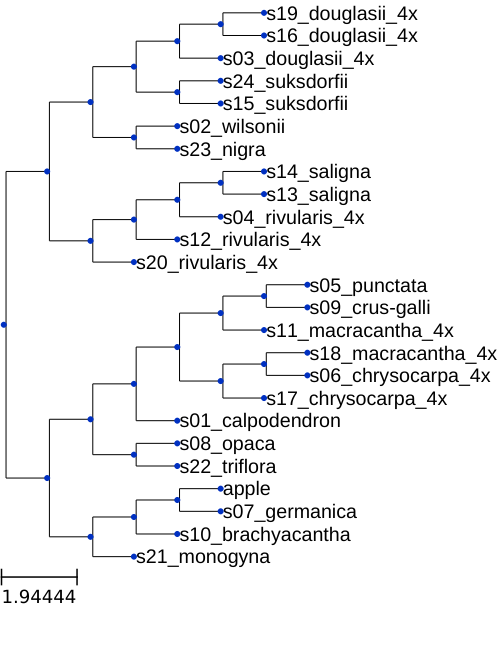 s19_douglasii_4x
s16_douglasii_4x
s03_douglasii_4x
s24_suksdorfii
s15_suksdorfii
s02_wilsonii
s23_nigra
s14_saligna
s13_saligna
s04_rivularis_4x
s12_rivularis_4x
s20_rivularis_4x
s05_punctata
s09_crus-galli
s11_macracantha_4x
s18_macracantha_4x
s06_chrysocarpa_4x
s17_chrysocarpa_4x
s01_calpodendron
s08_opaca
s22_triflora
apple
s07_germanica
s10_brachyacantha
s21_monogyna
1.94444